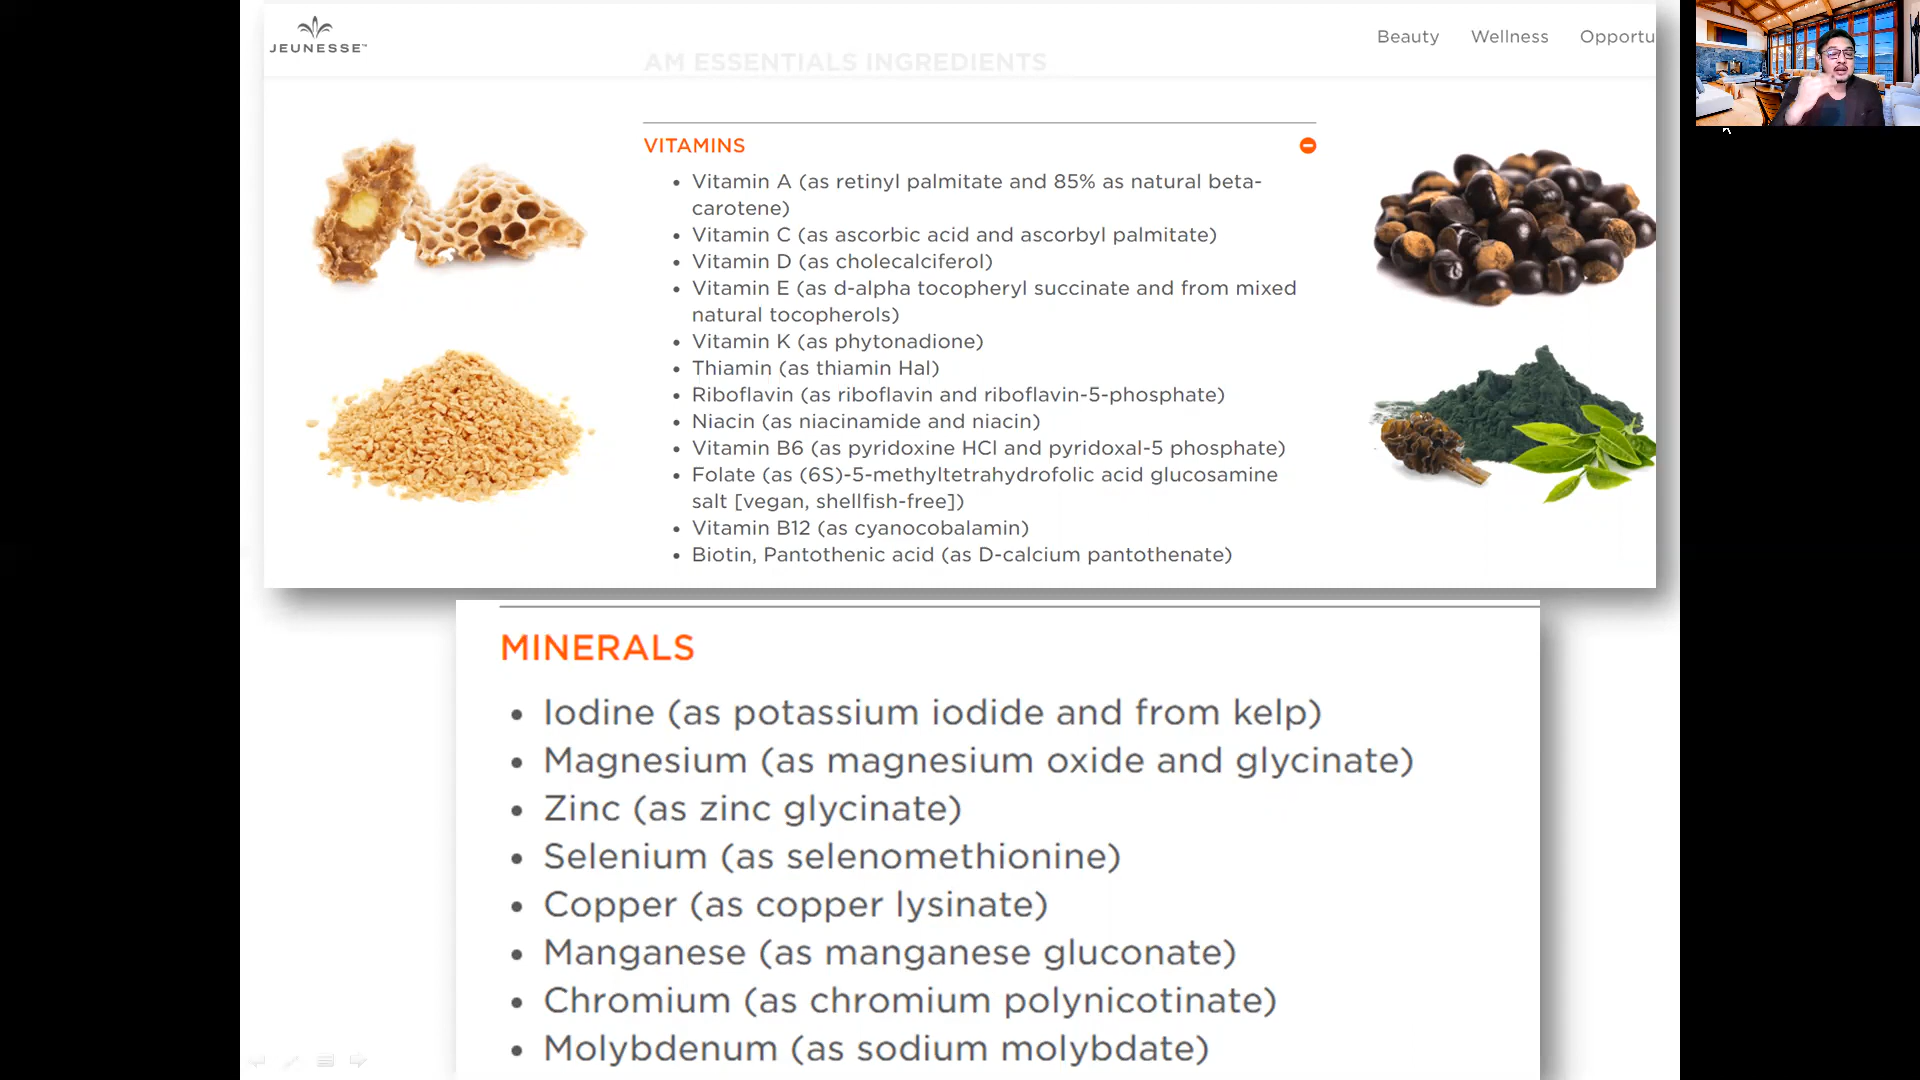 JEUNESSE™
Beauty Wellness Opportu
AM ESSENTIALS INGREDIENTS
VITAMINS
• Vitamin A (as retinyl palmitate and 85% as natural beta-
carotene)
• Vitamin C (as ascorbic acid and ascorbyl palmitate)
• Vitamin D (as cholecalciferol)
• Vitamin E (as d-alpha tocopheryl succinate and from mixed
natural tocopherols)
• Vitamin K (as phytonadione)
• Thiamin (as thiamin Hal)
• Riboflavin (as riboflavin and riboflavin-5-phosphate)
• Niacin (as niacinamide and niacin)
• Vitamin B6 (as pyridoxine HCl and pyridoxal-5 phosphate)
• Folate (as (6S)-5-methyltetrahydrofolic acid glucosamine
salt [vegan, shellfish-free])
• Vitamin B12 (as cyanocobalamin)
• Biotin, Pantothenic acid (as D-calcium pantothenate)
MINERALS
• Iodine (as potassium iodide and from kelp)
• Magnesium (as magnesium oxide and glycinate)
• Zinc (as zinc glycinate)
• Selenium (as selenomethionine)
• Copper (as copper lysinate)
• Manganese (as manganese gluconate)
• Chromium (as chromium polynicotinate)
• Molybdenum (as sodium molybdate)